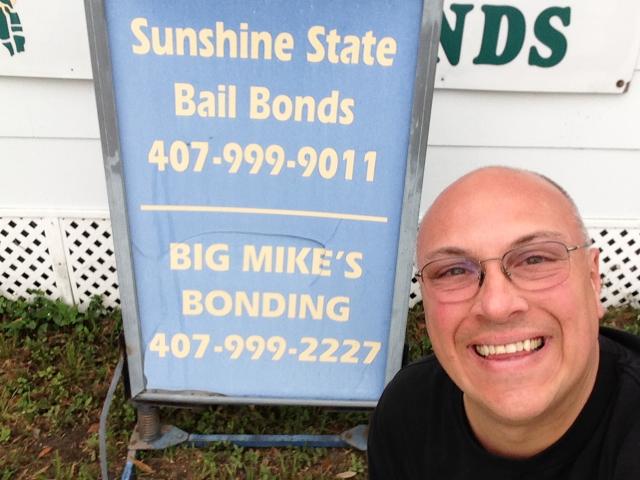 Sunshine State
Bail Bonds
407-999-9011
BIG MIKE'S
BONDING
407-999-2227
NDS